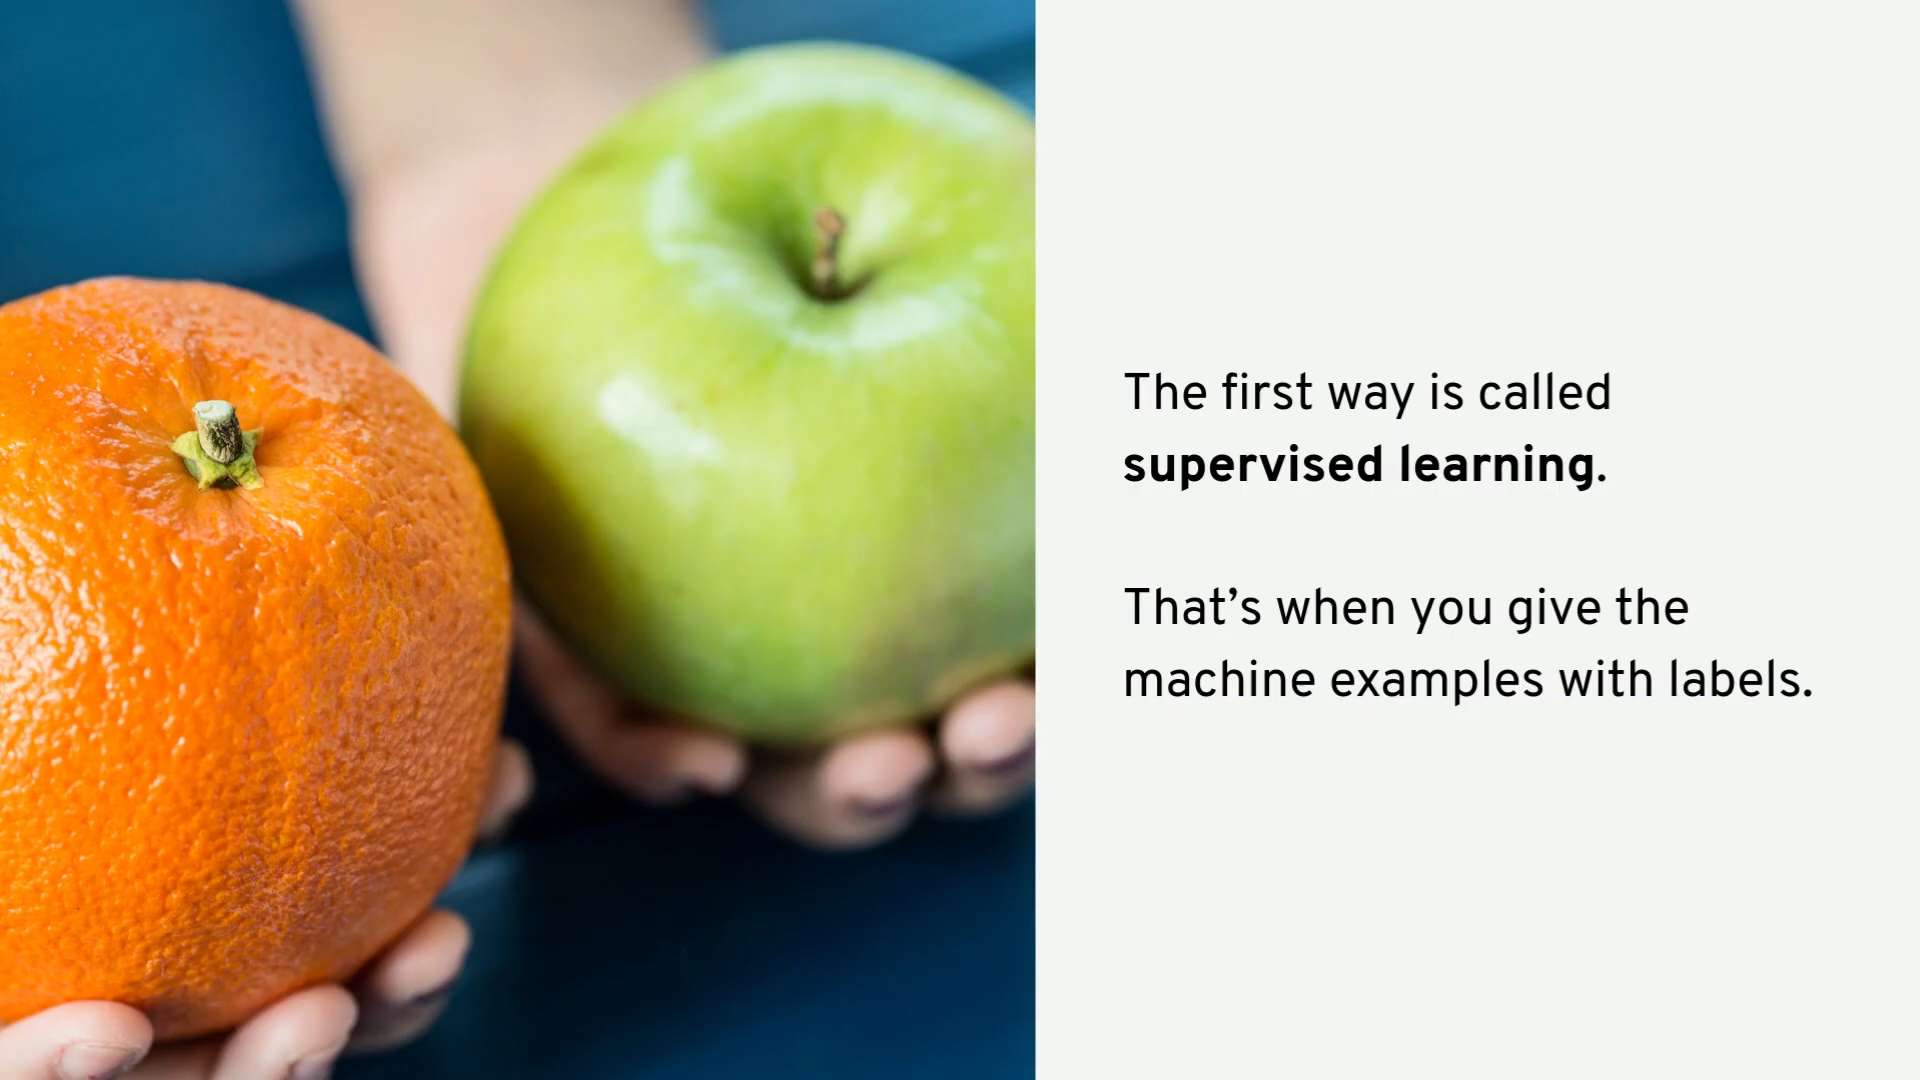 The first way is called
supervised learning.
That’s when you give the
machine examples with labels.